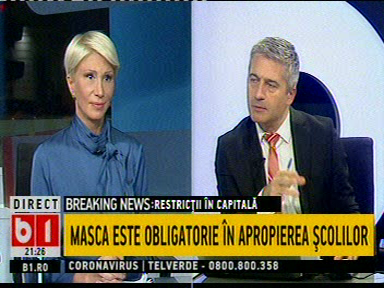 DIRECT
BREAKING NEWS: RESTRICȚII ÎN CAPITALĂ
B1
MASCA ESTE OBLIGATORIE ÎN APROPIEREA ŞCOLILOR
21:26
B1.RO
CORONAVIRUS | TELVERDE - 0800.800.358